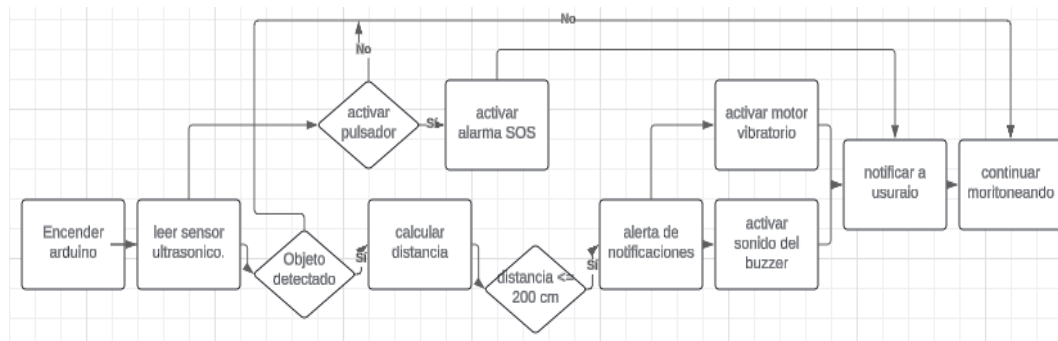 No
No
activar
pulsador
Sí
activar
alarma SOS
activar motor
vibratorio
notificar a
usuraio
continuar
moritoneando
Encender
arduino
leer sensor
ultrasonico.
Objeto
detectado
Sí
calcular
distancia
distancia <=
200 cm
Sí
alerta de
notificaciones
activar
sonido del
buzzer